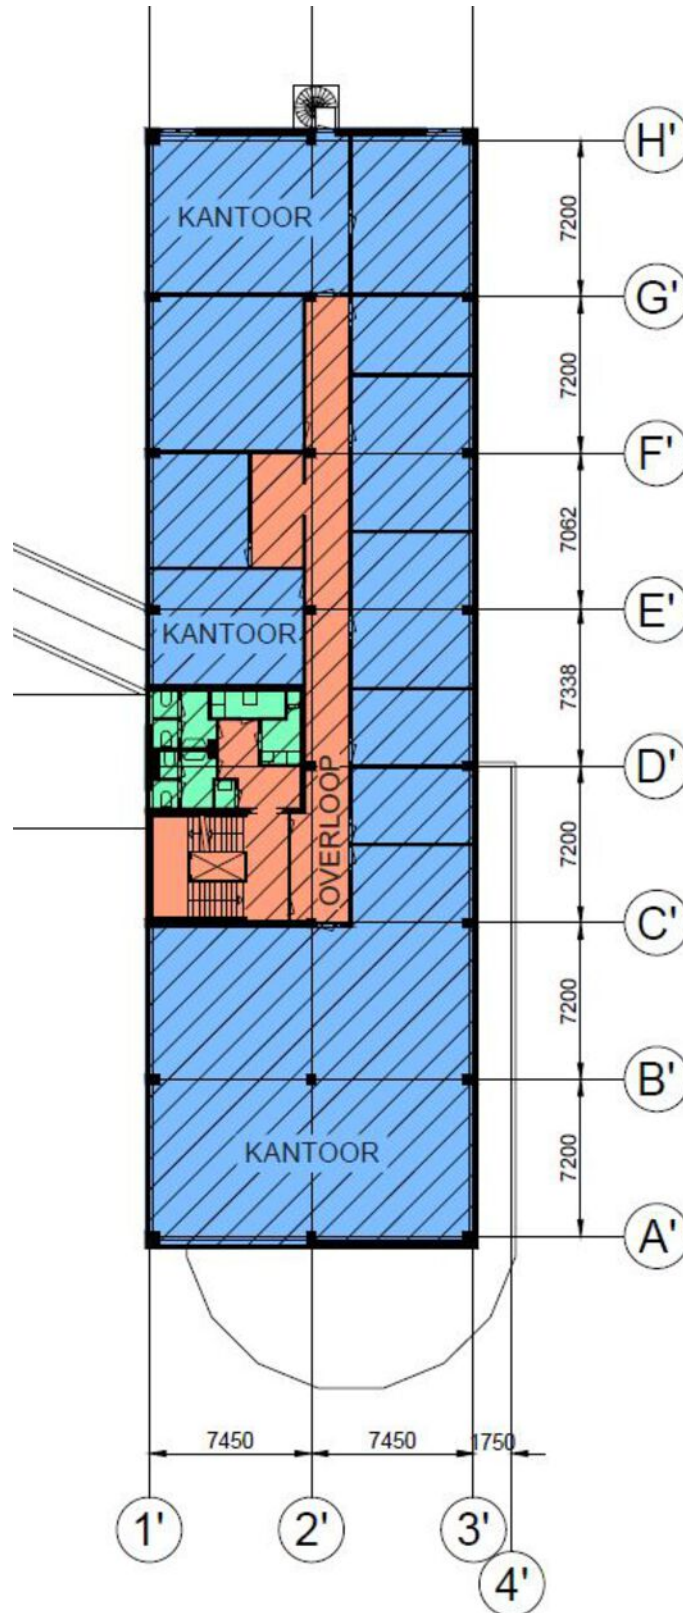 H'
KANTOOR
7200
G'
7200
F'
7062
E'
KANTOOR
7338
D'
OVERLOOP
7200
C'
7200
B'
KANTOOR
7200
A'
7450
7450
1750
1'
2'
3'
4'